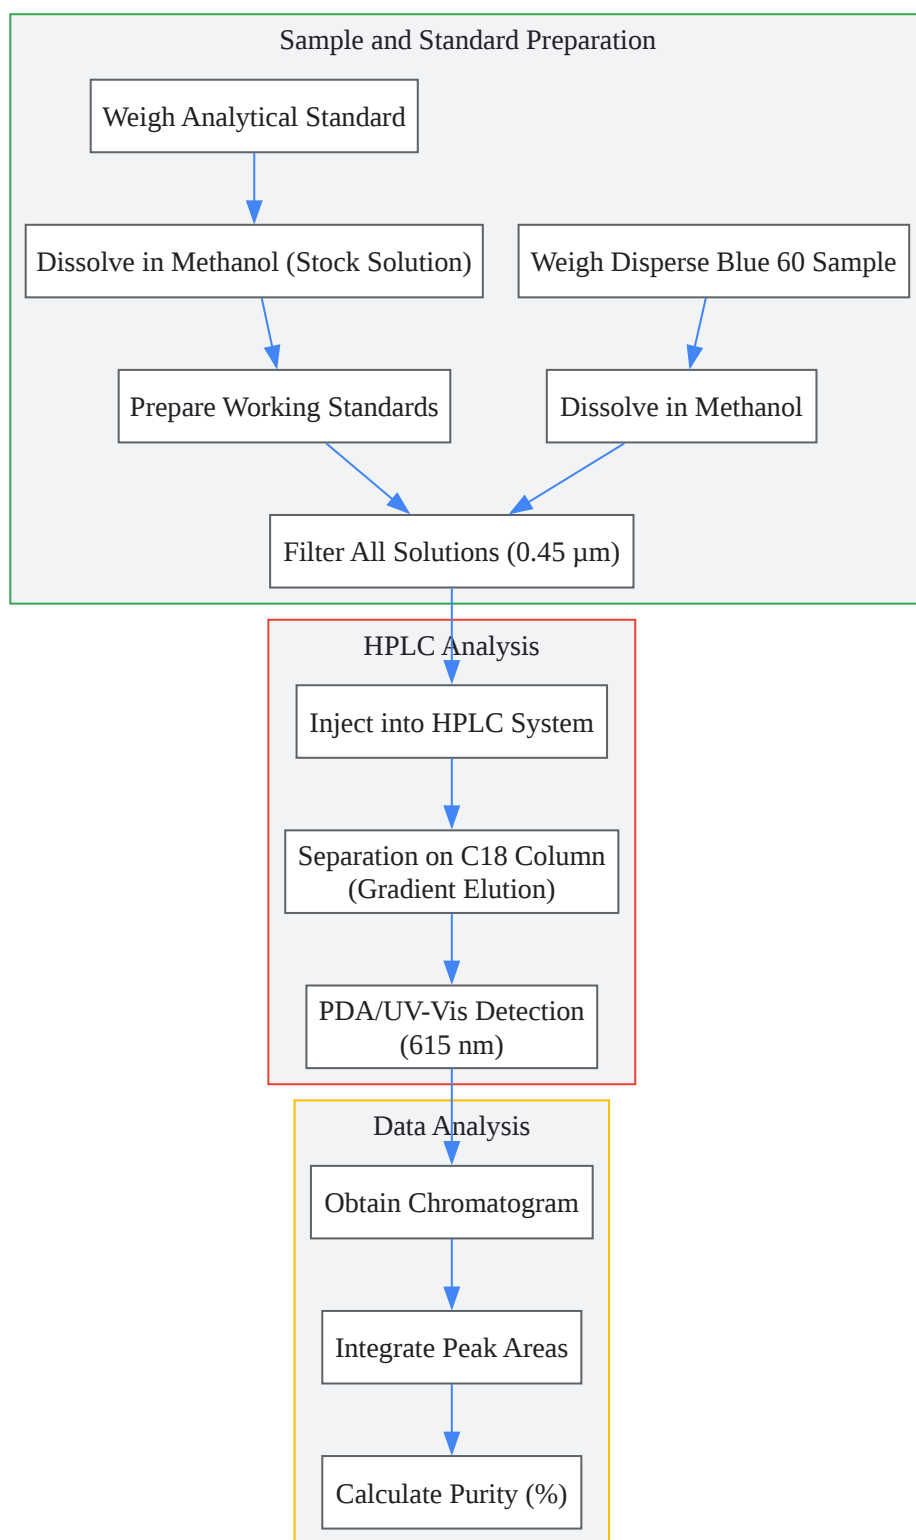 Sample and Standard Preparation
Weigh Analytical Standard
Dissolve in Methanol (Stock Solution)
Weigh Disperse Blue 60 Sample
Prepare Working Standards
Dissolve in Methanol
Filter All Solutions (0.45 µm)
HPLC Analysis
Inject into HPLC System
Separation on C18 Column
(Gradient Elution)
PDA/UV-Vis Detection
(615 nm)
Data Analysis
Obtain Chromatogram
Integrate Peak Areas
Calculate Purity (%)